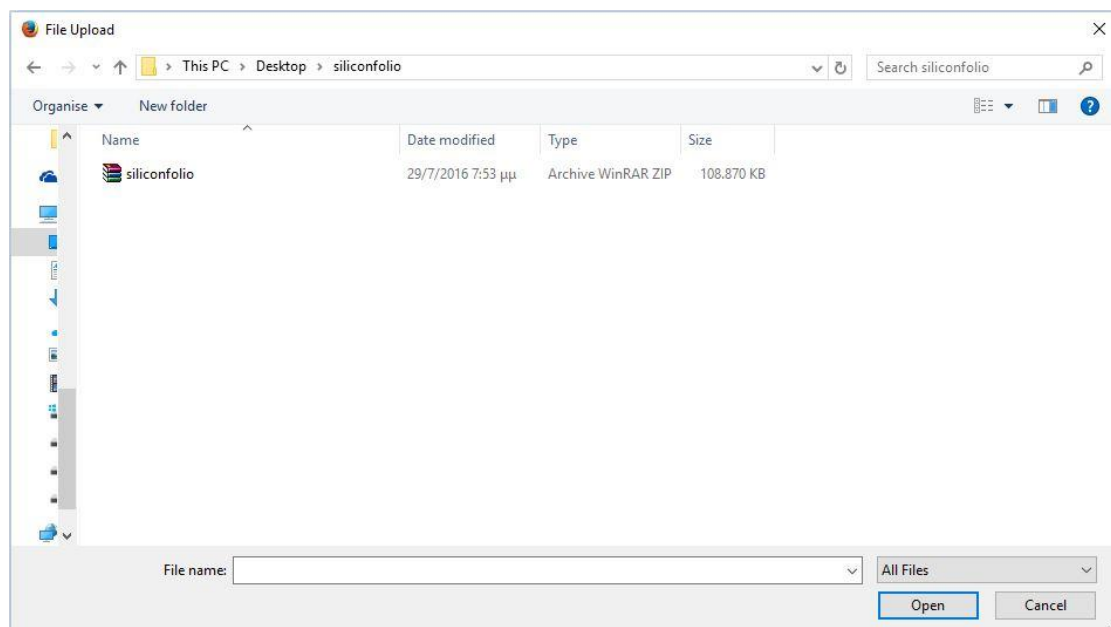 File Upload
This PC > Desktop > siliconfolio
Search siliconfolio
Organise
New folder
Name Date modified Type Size
siliconfolio 29/7/2016 7:53 μμ Archive WinRAR ZIP 108.870 KB
File name:
All Files
Open Cancel